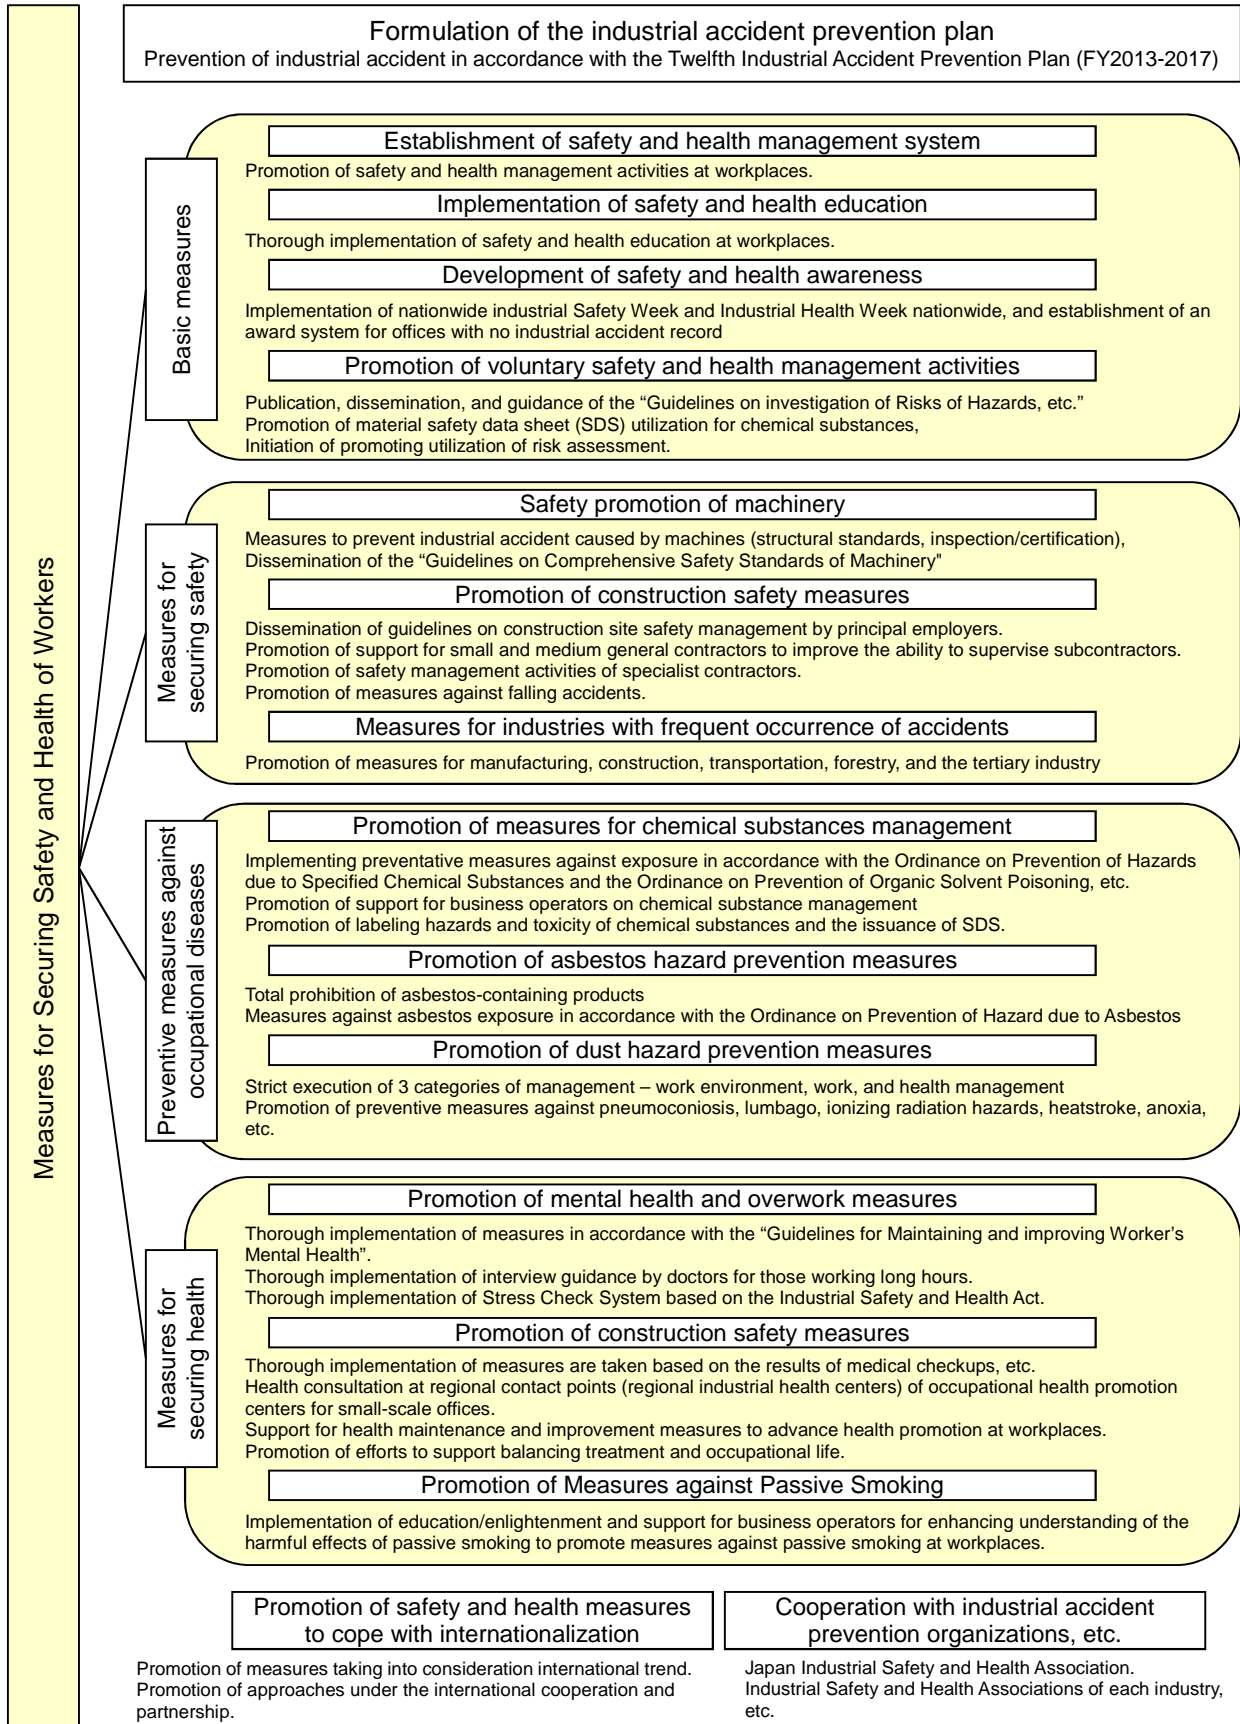 Formulation of the industrial accident prevention plan
Prevention of industrial accident in accordance with the Twelfth Industrial Accident Prevention Plan (FY2013-2017)
Measures for Securing Safety and Health of Workers
Basic measures
Establishment of safety and health management system
Promotion of safety and health management activities at workplaces.
Implementation of safety and health education
Thorough implementation of safety and health education at workplaces.
Development of safety and health awareness
Implementation of nationwide industrial Safety Week and Industrial Health Week nationwide, and establishment of an
award system for offices with no industrial accident record
Promotion of voluntary safety and health management activities
Publication, dissemination, and guidance of the “Guidelines on investigation of Risks of Hazards, etc.”
Promotion of material safety data sheet (SDS) utilization for chemical substances,
Initiation of promoting utilization of risk assessment.
Measures for
securing safety
Safety promotion of machinery
Measures to prevent industrial accident caused by machines (structural standards, inspection/certification),
Dissemination of the “Guidelines on Comprehensive Safety Standards of Machinery"
Promotion of construction safety measures
Dissemination of guidelines on construction site safety management by principal employers.
Promotion of support for small and medium general contractors to improve the ability to supervise subcontractors.
Promotion of safety management activities of specialist contractors.
Promotion of measures against falling accidents.
Measures for industries with frequent occurrence of accidents
Promotion of measures for manufacturing, construction, transportation, forestry, and the tertiary industry
Preventive measures against
occupational diseases
Promotion of measures for chemical substances management
Implementing preventative measures against exposure in accordance with the Ordinance on Prevention of Hazards
due to Specified Chemical Substances and the Ordinance on Prevention of Organic Solvent Poisoning, etc.
Promotion of support for business operators on chemical substance management
Promotion of labeling hazards and toxicity of chemical substances and the issuance of SDS.
Promotion of asbestos hazard prevention measures
Total prohibition of asbestos-containing products
Measures against asbestos exposure in accordance with the Ordinance on Prevention of Hazard due to Asbestos
Promotion of dust hazard prevention measures
Strict execution of 3 categories of management – work environment, work, and health management
Promotion of preventive measures against pneumoconiosis, lumbago, ionizing radiation hazards, heatstroke, anoxia,
etc.
Measures for
securing health
Promotion of mental health and overwork measures
Thorough implementation of measures in accordance with the “Guidelines for Maintaining and improving Worker’s
Mental Health”.
Thorough implementation of interview guidance by doctors for those working long hours.
Thorough implementation of Stress Check System based on the Industrial Safety and Health Act.
Promotion of construction safety measures
Thorough implementation of measures are taken based on the results of medical checkups, etc.
Health consultation at regional contact points (regional industrial health centers) of occupational health promotion
centers for small-scale offices.
Support for health maintenance and improvement measures to advance health promotion at workplaces.
Promotion of efforts to support balancing treatment and occupational life.
Promotion of Measures against Passive Smoking
Implementation of education/enlightenment and support for business operators for enhancing understanding of the
harmful effects of passive smoking to promote measures against passive smoking at workplaces.
Promotion of safety and health measures
to cope with internationalization
Promotion of measures taking into consideration international trend.
Promotion of approaches under the international cooperation and
partnership.
Cooperation with industrial accident
prevention organizations, etc.
Japan Industrial Safety and Health Association.
Industrial Safety and Health Associations of each industry,
etc.